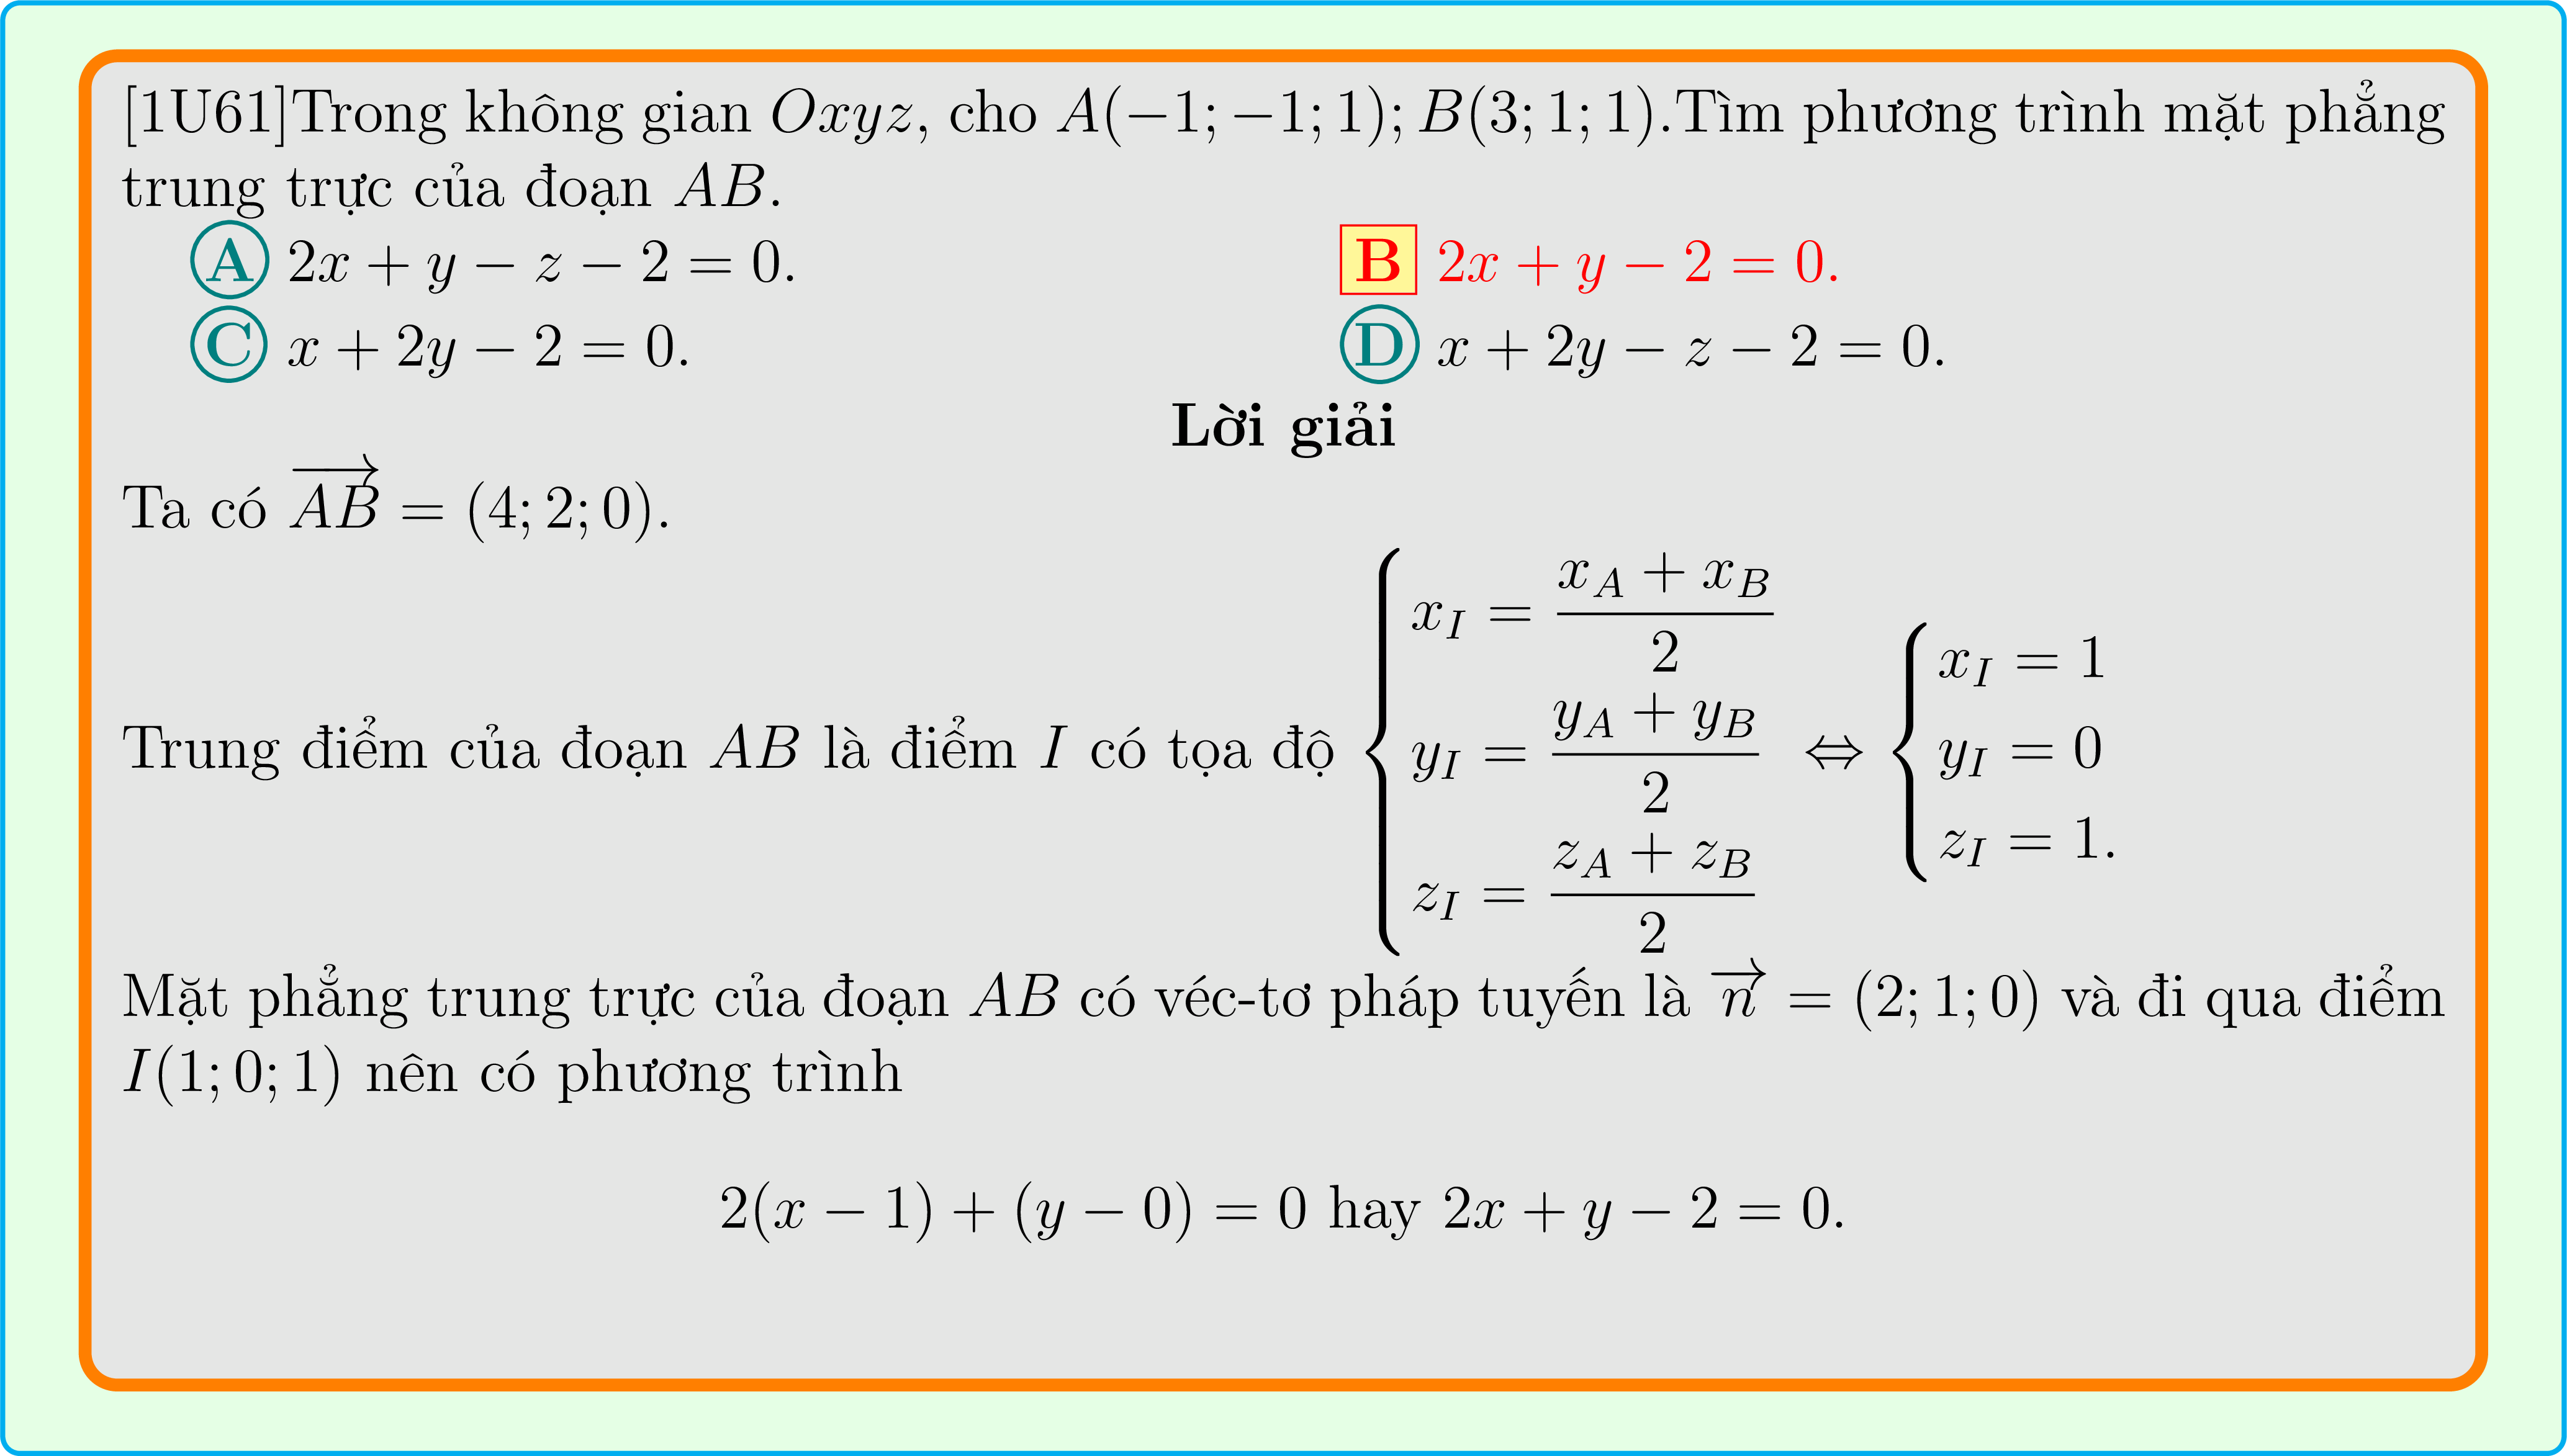 [1U61]Trong không gian $Oxyz$, cho $A(-1;-1;1); B(3;1;1)$.Tìm phương trình mặt phẳng
trung trực của đoạn $AB$.
A $2x + y - z - 2 = 0$. B $2x + y - 2 = 0$.
C $x + 2y - 2 = 0$. D $x + 2y - z - 2 = 0$.
Lời giải
Ta có $\overrightarrow{AB} = (4; 2; 0)$.
Trung điểm của đoạn $AB$ là điểm $I$ có tọa độ $\begin{cases} x_I = \dfrac{x_A + x_B}{2} \\ y_I = \dfrac{y_A + y_B}{2} \\ z_I = \dfrac{z_A + z_B}{2} \end{cases} \Leftrightarrow \begin{cases} x_I = 1 \\ y_I = 0 \\ z_I = 1. \end{cases}$
Mặt phẳng trung trực của đoạn $AB$ có véc-tơ pháp tuyến là $\overrightarrow{n} = (2; 1; 0)$ và đi qua điểm
$I(1; 0; 1)$ nên có phương trình
$2(x - 1) + (y - 0) = 0$ hay $2x + y - 2 = 0$.